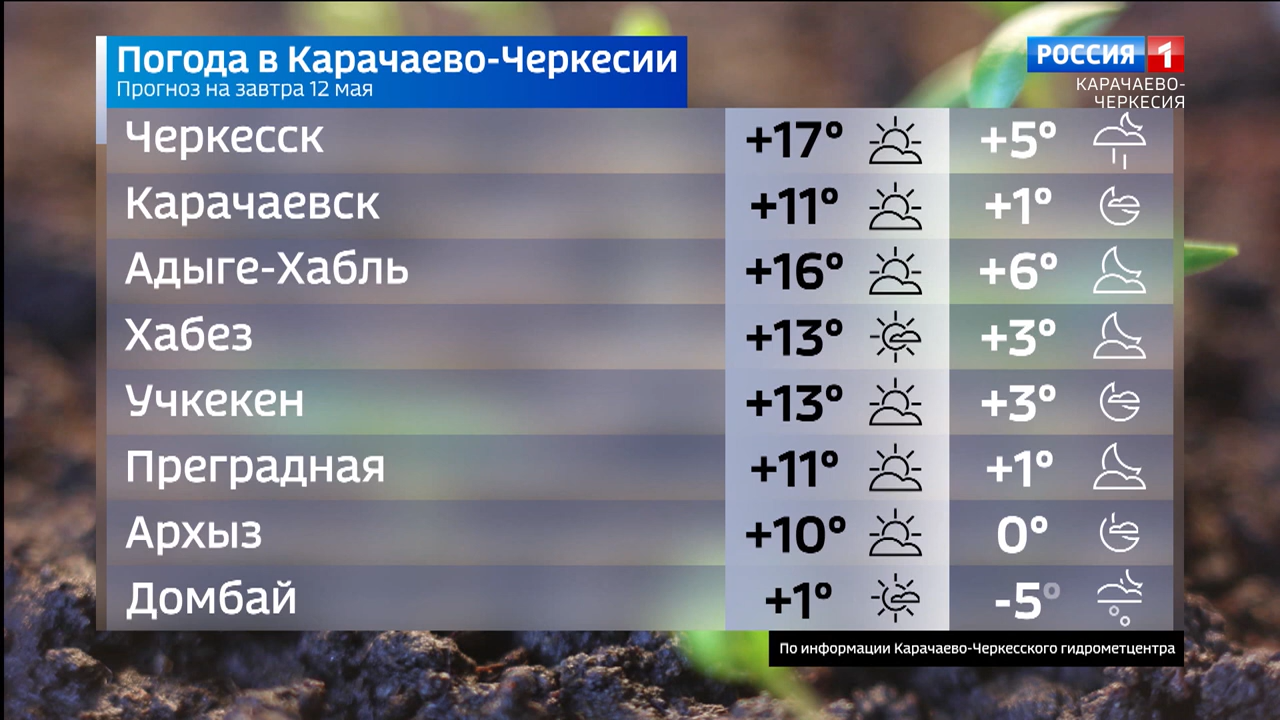 Погода в Карачаево-Черкесии
Прогноз на завтра 12 мая
РОССИЯ 1
КАРАЧАЕВО-
ЧЕРКЕСИЯ
Черкесск +17° +5°
Карачаевск +11° +1°
Адыге-Хабль +16° +6°
Хабез +13° +3°
Учкекен +13° +3°
Преградная +11° +1°
Архыз +10° 0°
Домбай +1° -5°
По информации Карачаево-Черкесского гидрометцентра